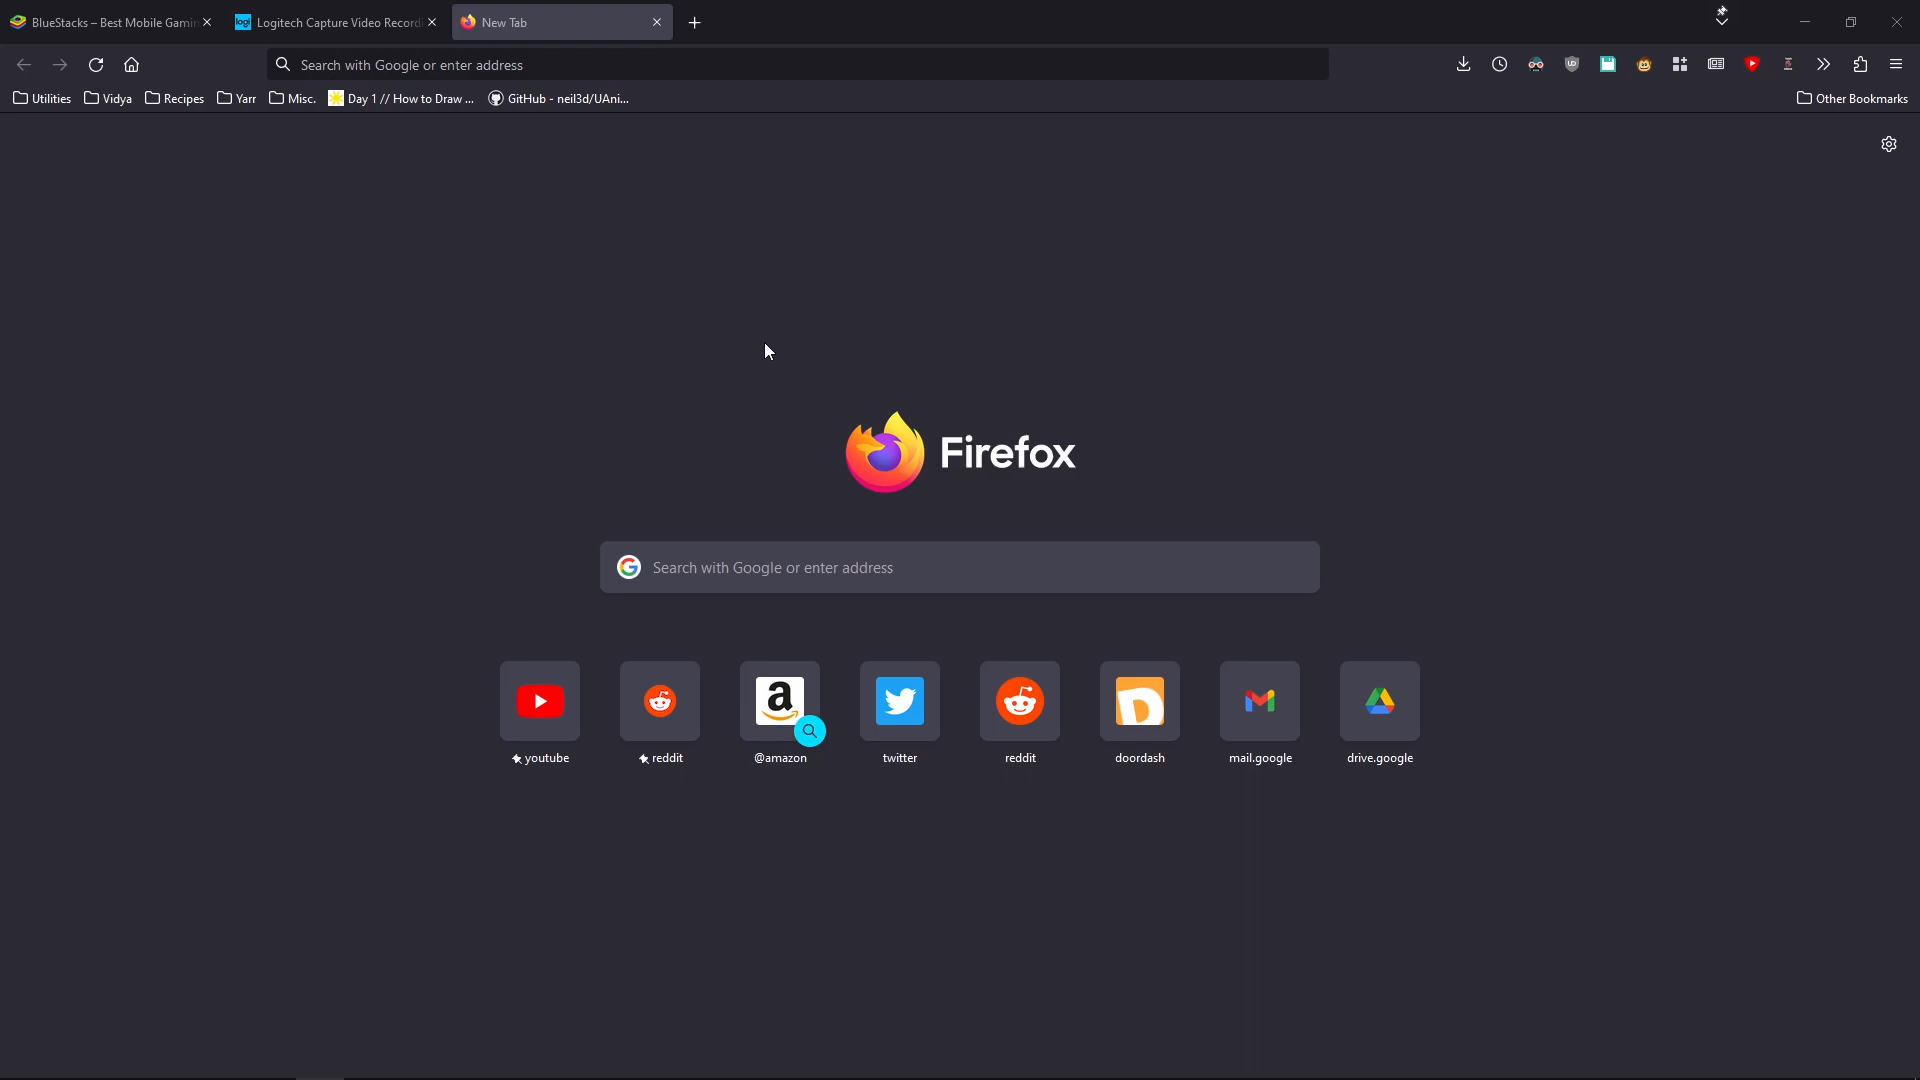 BlueStacks – Best Mobile Gamin
Logitech Capture Video Recordi
New Tab
Search with Google or enter address
Utilities
Vidya
Recipes
Yarr
Misc.
Day 1 // How to Draw ...
GitHub - neil3d/UAni...
Other Bookmarks
Firefox
Search with Google or enter address
youtube
reddit
@amazon
twitter
reddit
doordash
mail.google
drive.google